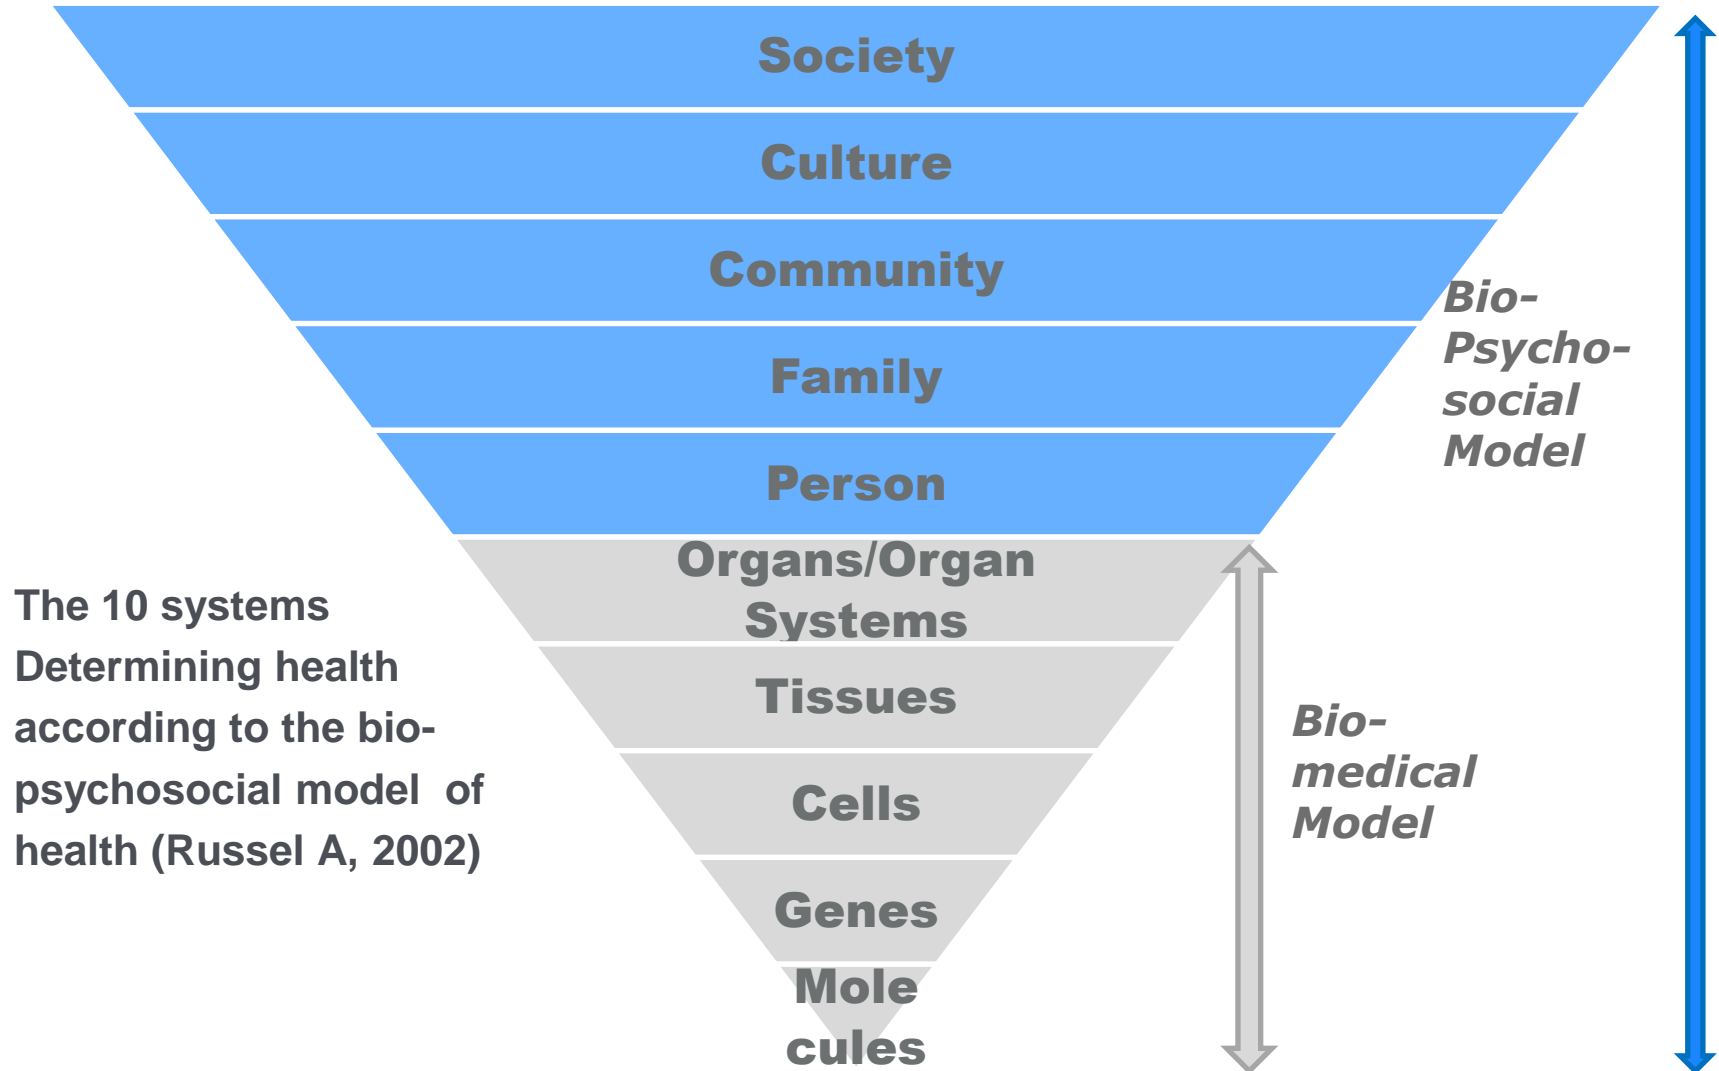 Society
Culture
Community
Family
Person
Organs/Organ
Systems
Tissues
Cells
Genes
Mole
cules
Bio-
Psycho-
social
Model
Bio-
medical
Model
The 10 systems
Determining health
according to the bio-
psychosocial model of
health (Russel A, 2002)